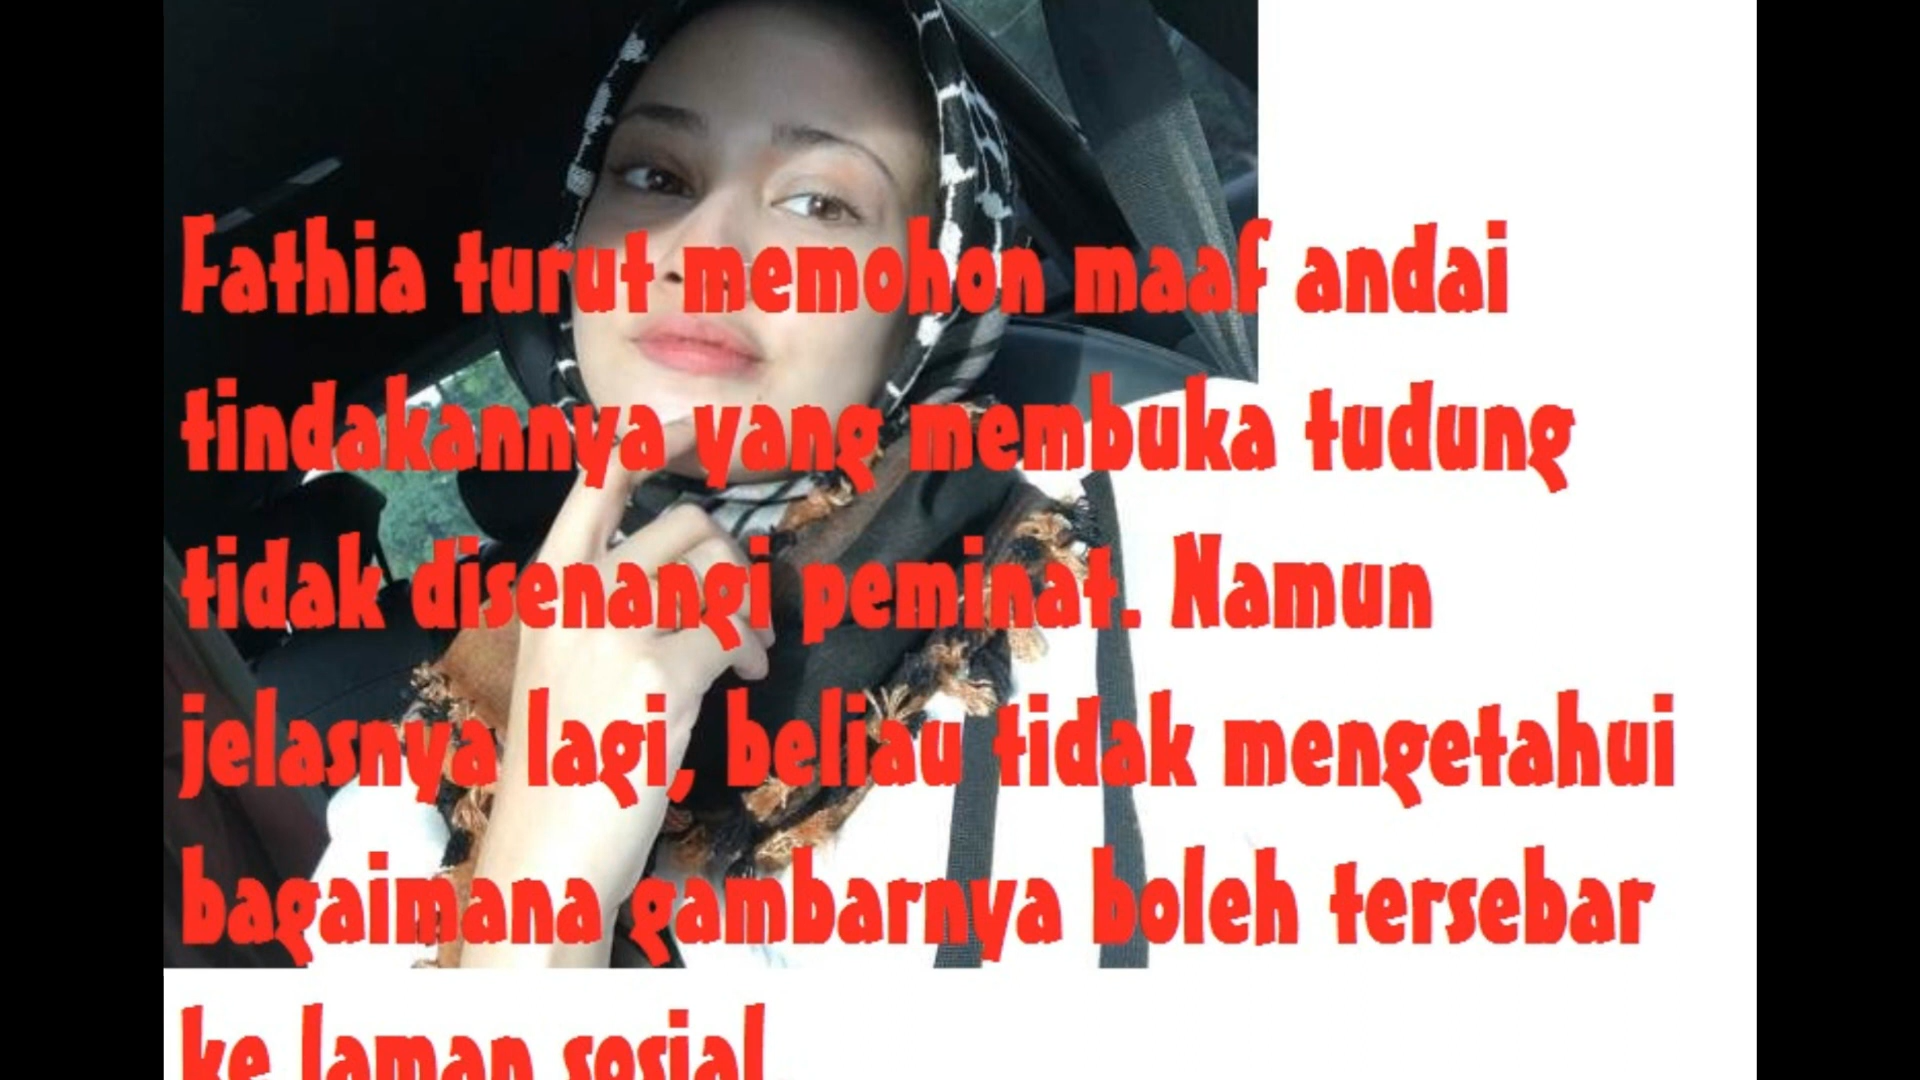 Fathia turut memohon maaf andai
tindakannya yang membuka tudung
tidak disenangi peminat. Namun
jelasnya lagi, beliau tidak mengetahui
bagaimana gambarnya boleh tersebar
ke laman sosial.